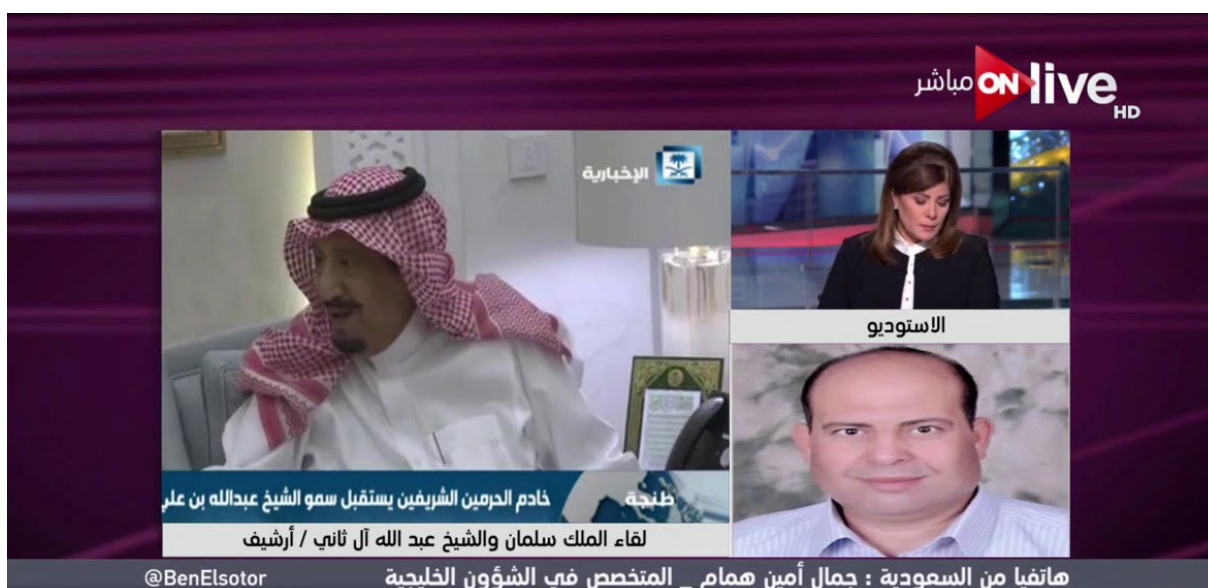 مباشر ON live
HD
الإخبارية
الاستوديو
طنجة
خادم الحرمين الشريفين يستقبل سمو الشيخ عبدالله بن علي
لقاء الملك سلمان والشيخ عبد الله آل ثاني / أرشيف
هاتفيا من السعودية : جمال أمين همام _ المتخصص في الشؤون الخليجية
@BenElsotor